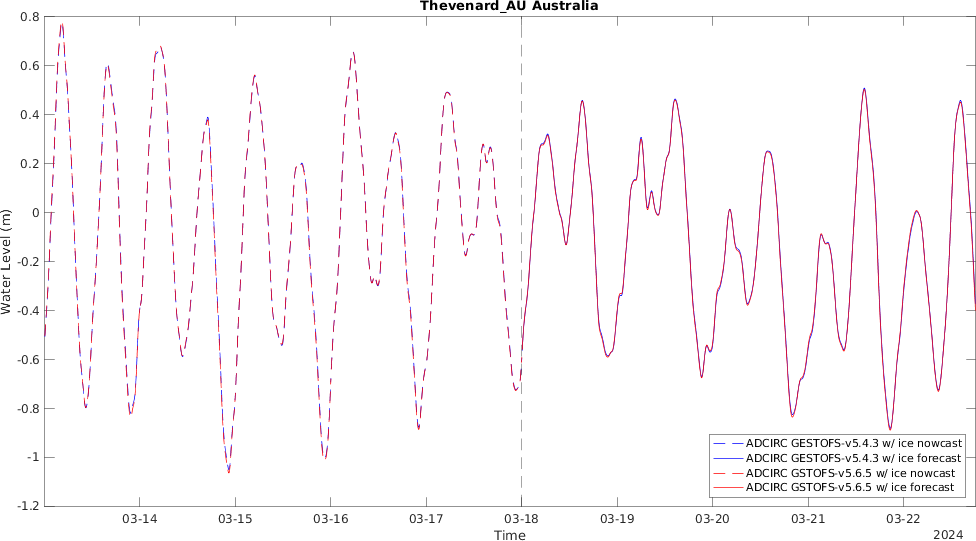 Thevenard_AU Australia
0.8
0.6
0.4
0.2
0
-0.2
-0.4
-0.6
-0.8
-1
-1.2
Water Level (m)
ADCIRC GESTOFS-v5.4.3 w/ ice nowcast
ADCIRC GESTOFS-v5.4.3 w/ ice forecast
ADCIRC GSTOFS-v5.6.5 w/ ice nowcast
ADCIRC GSTOFS-v5.6.5 w/ ice forecast
03-14 03-15 03-16 03-17 03-18 03-19 03-20 03-21 03-22
Time
2024